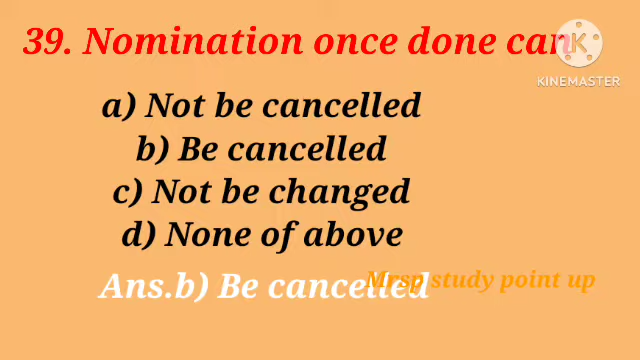 39. Nomination once done can
KINEMASTER
a) Not be cancelled
b) Be cancelled
c) Not be changed
d) None of above
Ans.b) Be cancelled
Mrsp study point up